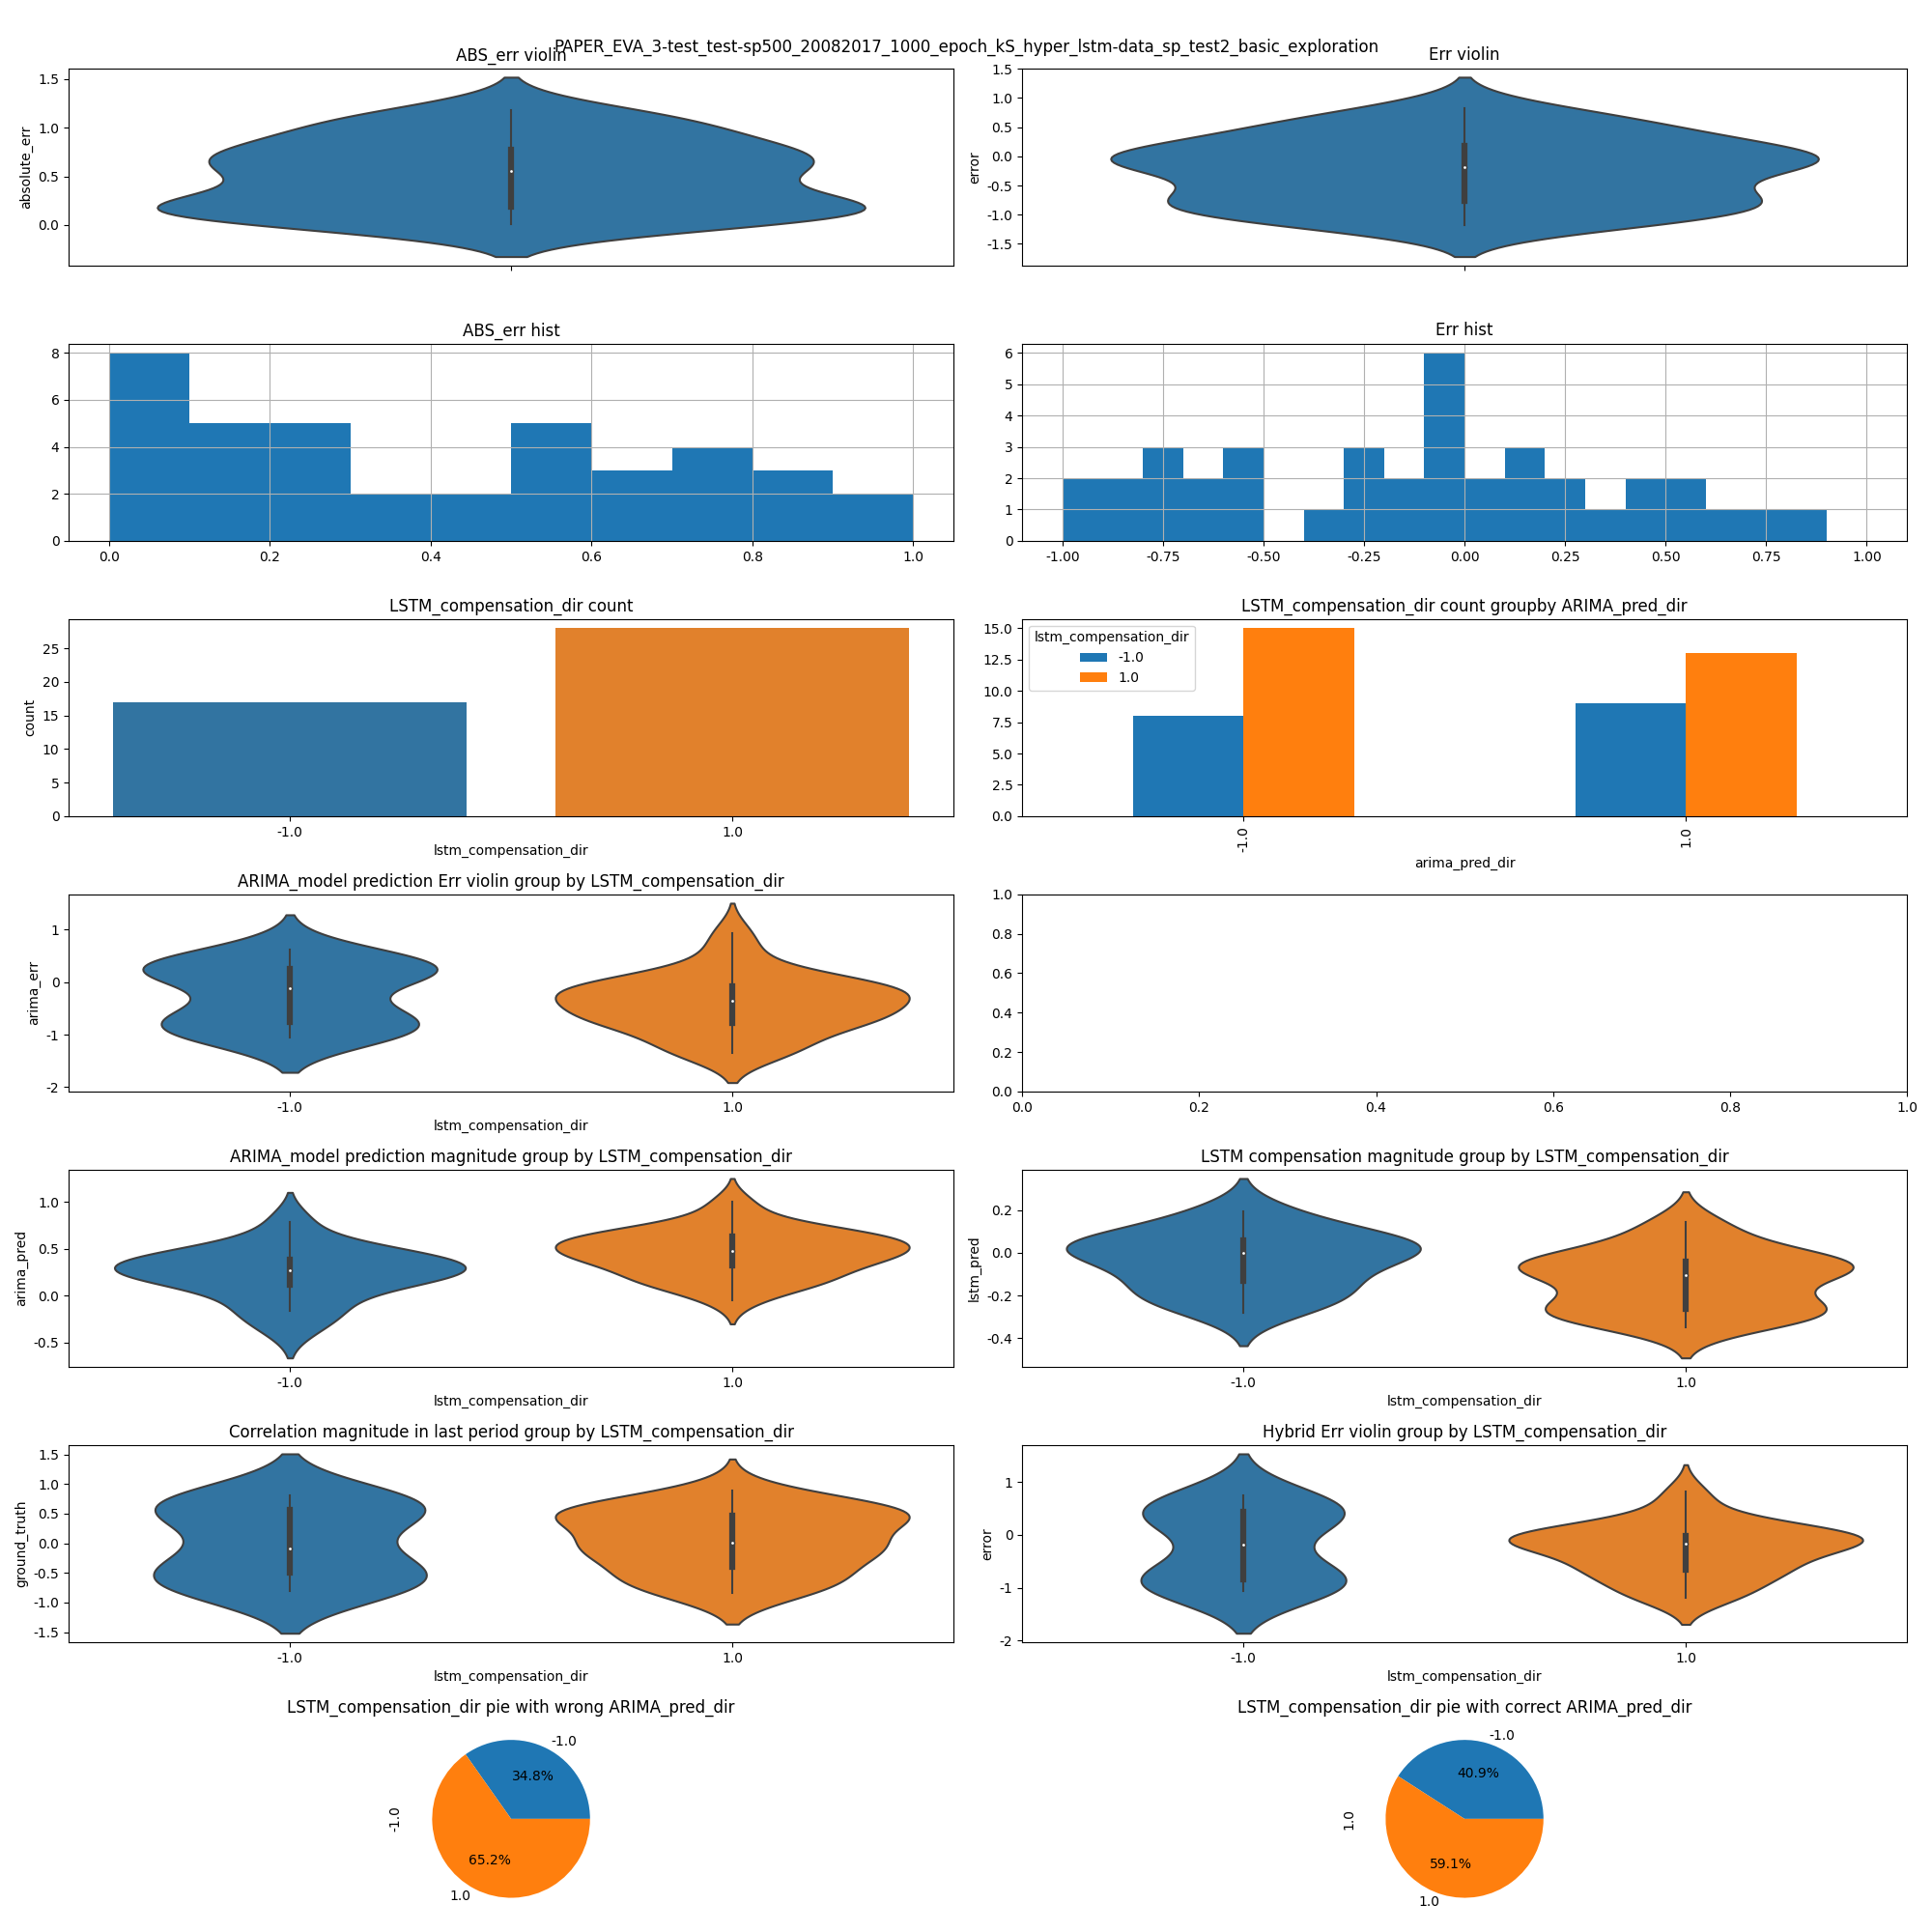 PAPER_EVA_3-test_test-sp500_20082017_1000_epoch_kS_hyper_lstm-data_sp_test2_basic_exploration
ABS_err violin
absolute_err
1.5
1.0
0.5
0.0
Err violin
error
1.5
1.0
0.5
0.0
-0.5
-1.0
-1.5
ABS_err hist
8
6
4
2
0
0.0 0.2 0.4 0.6 0.8 1.0
Err hist
6
5
4
3
2
1
0
-1.00 -0.75 -0.50 -0.25 0.00 0.25 0.50 0.75 1.00
LSTM_compensation_dir count
count
25
20
15
10
5
0
-1.0 1.0
lstm_compensation_dir
LSTM_compensation_dir count groupby ARIMA_pred_dir
lstm_compensation_dir
-1.0
1.0
15.0
12.5
10.0
7.5
5.0
2.5
0.0
-1.0 1.0
arima_pred_dir
ARIMA_model prediction Err violin group by LSTM_compensation_dir
arima_err
1
0
-1
-2
-1.0 1.0
lstm_compensation_dir
1.0
0.8
0.6
0.4
0.2
0.0
0.0 0.2 0.4 0.6 0.8 1.0
ARIMA_model prediction magnitude group by LSTM_compensation_dir
arima_pred
1.0
0.5
0.0
-0.5
-1.0 1.0
lstm_compensation_dir
LSTM compensation magnitude group by LSTM_compensation_dir
lstm_pred
0.2
0.0
-0.2
-0.4
-1.0 1.0
lstm_compensation_dir
Correlation magnitude in last period group by LSTM_compensation_dir
ground_truth
1.5
1.0
0.5
0.0
-0.5
-1.0
-1.5
-1.0 1.0
lstm_compensation_dir
Hybrid Err violin group by LSTM_compensation_dir
error
1
0
-1
-2
-1.0 1.0
lstm_compensation_dir
LSTM_compensation_dir pie with wrong ARIMA_pred_dir
-1.0
34.8%
-1.0
65.2%
1.0
LSTM_compensation_dir pie with correct ARIMA_pred_dir
-1.0
40.9%
1.0
59.1%
1.0